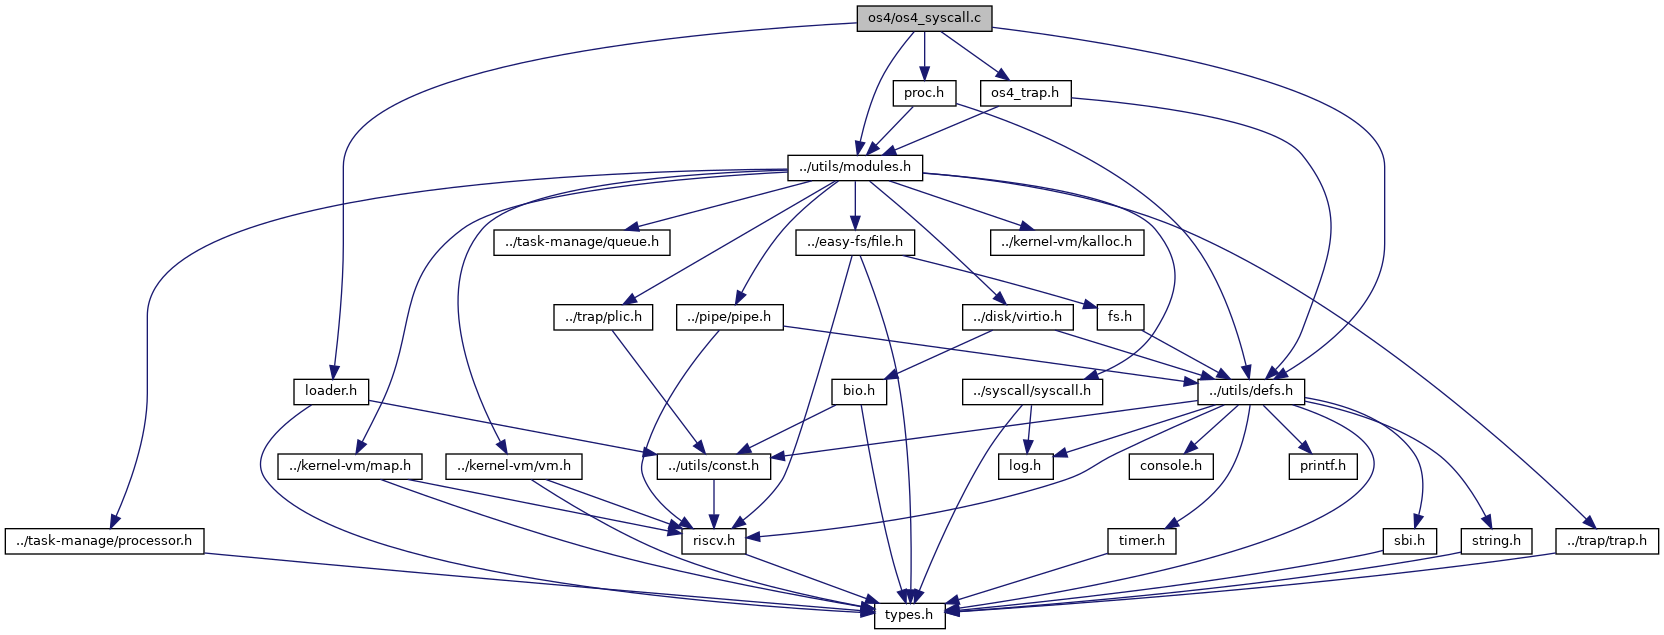 os4/os4_syscall.c
proc.h
os4_trap.h
../utils/modules.h
../task-manage/queue.h
../easy-fs/file.h
../kernel-vm/kalloc.h
../trap/plic.h
../pipe/pipe.h
../disk/virtio.h
fs.h
loader.h
bio.h
../syscall/syscall.h
../utils/defs.h
../kernel-vm/map.h
../kernel-vm/vm.h
../utils/const.h
log.h
console.h
printf.h
../task-manage/processor.h
riscv.h
timer.h
sbi.h
string.h
../trap/trap.h
types.h